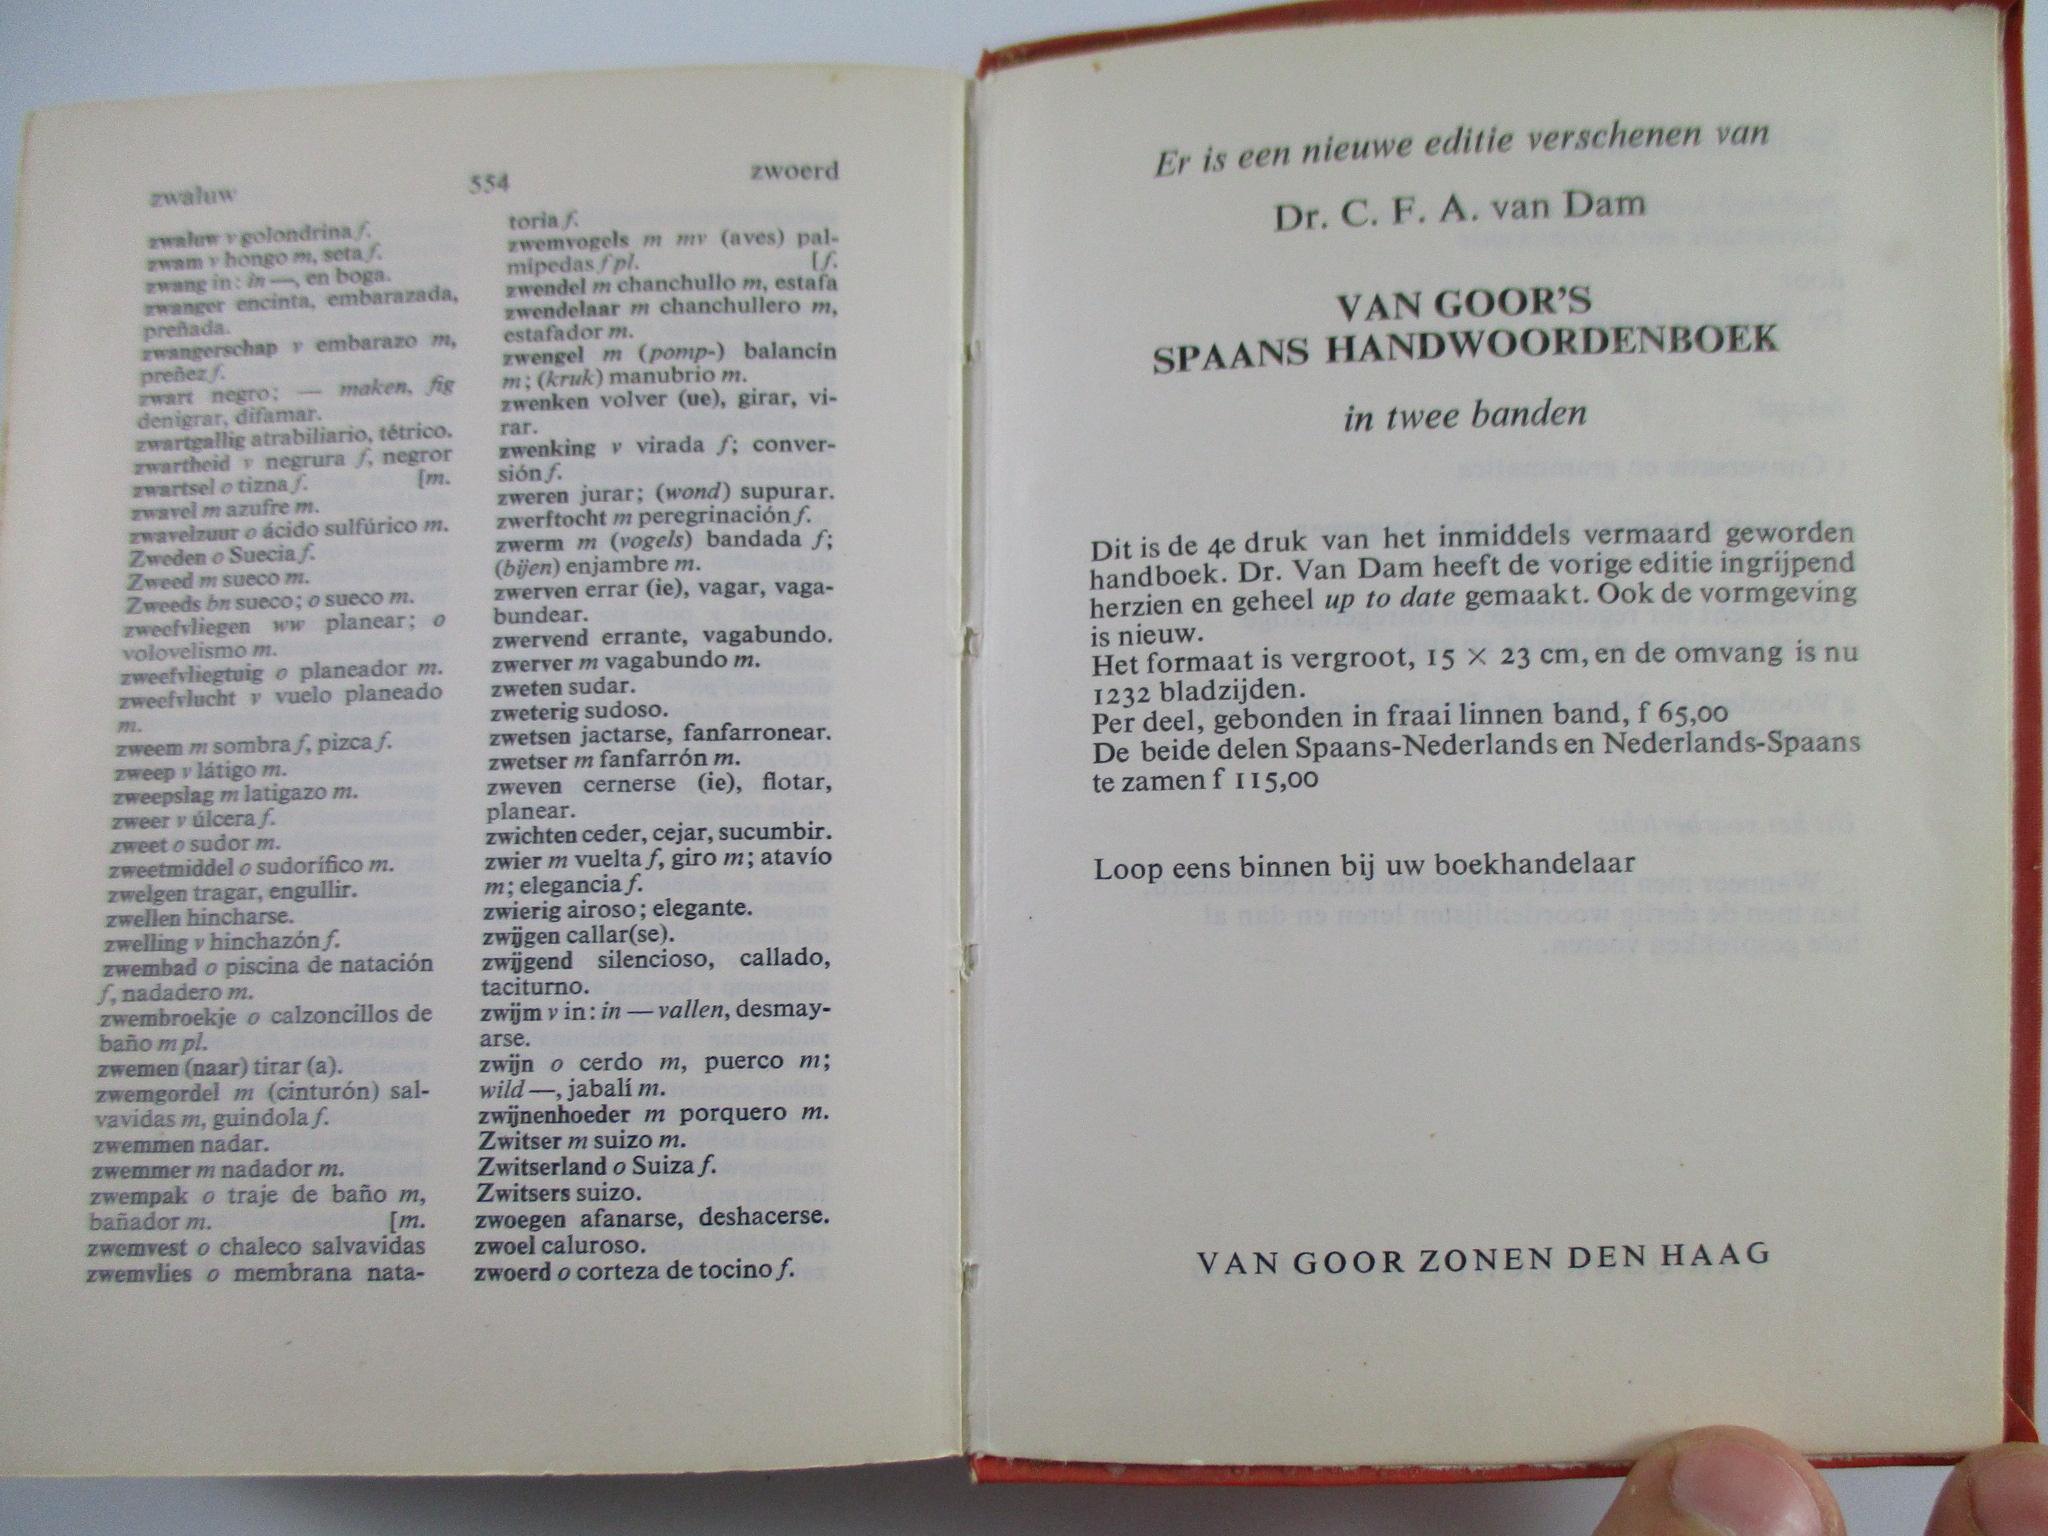 zwaluw 554 zwoerd
zwaluw v golondrina f.
zwam v hongo m, seta f.
zwang in: in —, en boga.
zwanger encinta, embarazada,
preñada.
zwangerschap v embarazo m,
preñez f.
zwart negro; — maken, fig
denigrar, difamar.
zwartgallig atrabiliario, tétrico.
zwartheid v negrura f, negror
zwartsel o tizna f. [m.
zwavel m azufre m.
zwavelzuur o ácido sulfúrico m.
Zweden o Suecia f.
Zweed m sueco m.
Zweeds bn sueco; o sueco m.
zweefvliegen ww planear; o
volovelismo m.
zweefvliegtuig o planeador m.
zweefvlucht v vuelo planeado
m.
zweem m sombra f, pizca f.
zweep v látigo m.
zweepslag m latigazo m.
zweer v úlcera f.
zweet o sudor m.
zweetmiddel o sudorífico m.
zwelgen tragar, engullir.
zwellen hincharse.
zwelling v hinchazón f.
zwembad o piscina de natación
f, nadadero m.
zwembroekje o calzoncillos de
baño m pl.
zwemen (naar) tirar (a).
zwemgordel m (cinturón) sal-
vavidas m, guindola f.
zwemmen nadar.
zwemmer m nadador m.
zwempak o traje de baño m,
bañador m. [m.
zwemvest o chaleco salvavidas
zwemvlies o membrana nata-
toria f.
zwemvogels m mv (aves) pal-
mípedas f pl. [f.
zwendel m chanchullo m, estafa
zwendelaar m chanchullero m,
estafador m.
zwengel m (pomp-) balancín
m; (kruk) manubrio m.
zwenken volver (ue), girar, vi-
rar.
zwenking v virada f; conver-
sión f.
zweren jurar; (wond) supurar.
zwerftocht m peregrinación f.
zwerm m (vogels) bandada f;
(bijen) enjambre m.
zwerven errar (ie), vagar, vaga-
bundear.
zwervend errante, vagabundo.
zwerver m vagabundo m.
zweten sudar.
zweterig sudoso.
zwetsen jactarse, fanfarronear.
zwetser m fanfarrón m.
zweven cernerse (ie), flotar,
planear.
zwichten ceder, cejar, sucumbir.
zwier m vuelta f, giro m; atavío
m; elegancia f.
zwierig airoso; elegante.
zwijgen callar(se).
zwijgend silencioso, callado,
taciturno.
zwijm v in: in — vallen, desmay-
arse.
zwijn o cerdo m, puerco m;
wild —, jabalí m.
zwijnenhoeder m porquero m.
Zwitser m suizo m.
Zwitserland o Suiza f.
Zwitsers suizo.
zwoegen afanarse, deshacerse.
zwoel caluroso.
zwoerd o corteza de tocino f.
Er is een nieuwe editie verschenen van
Dr. C. F. A. van Dam
VAN GOOR'S
SPAANS HANDWOORDENBOEK
in twee banden
Dit is de 4e druk van het inmiddels vermaard geworden
handboek. Dr. Van Dam heeft de vorige editie ingrijpend
herzien en geheel up to date gemaakt. Ook de vormgeving
is nieuw.
Het formaat is vergroot, 15 × 23 cm, en de omvang is nu
1232 bladzijden.
Per deel, gebonden in fraai linnen band, f 65,00
De beide delen Spaans-Nederlands en Nederlands-Spaans
te zamen f 115,00
Loop eens binnen bij uw boekhandelaar
VAN GOOR ZONEN DEN HAAG